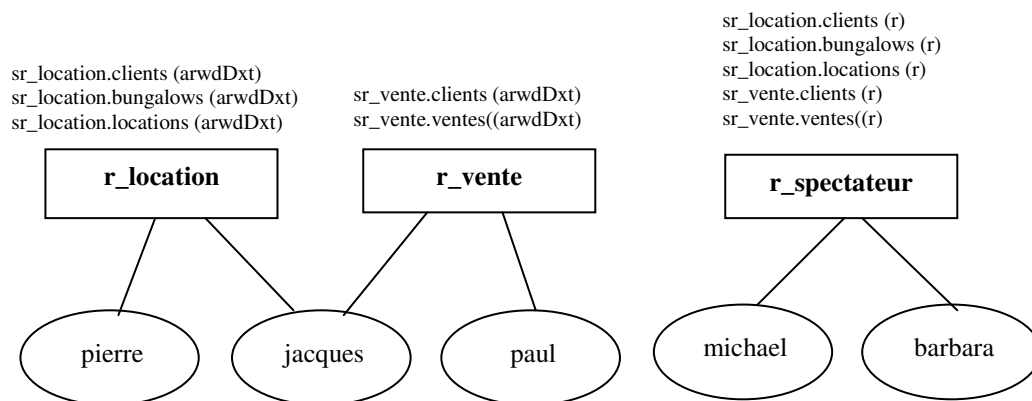 sr_location.clients (arwdDxt)
sr_location.bungalows (arwdDxt)
sr_location.locations (arwdDxt)
sr_vente.clients (arwdDxt)
sr_vente.ventes((arwdDxt)
sr_location.clients (r)
sr_location.bungalows (r)
sr_location.locations (r)
sr_vente.clients (r)
sr_vente.ventes((r)
r_location
r_vente
r_spectateur
pierre
jacques
paul
michael
barbara